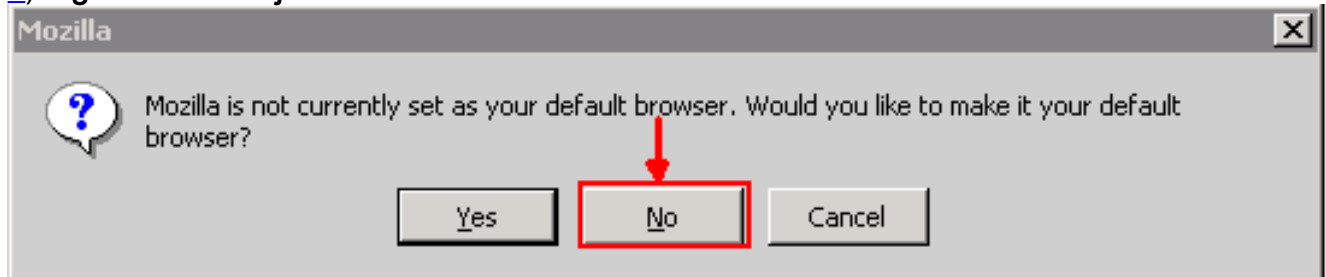 Mozilla
Mozilla is not currently set as your default browser. Would you like to make it your default
browser?
Yes No Cancel